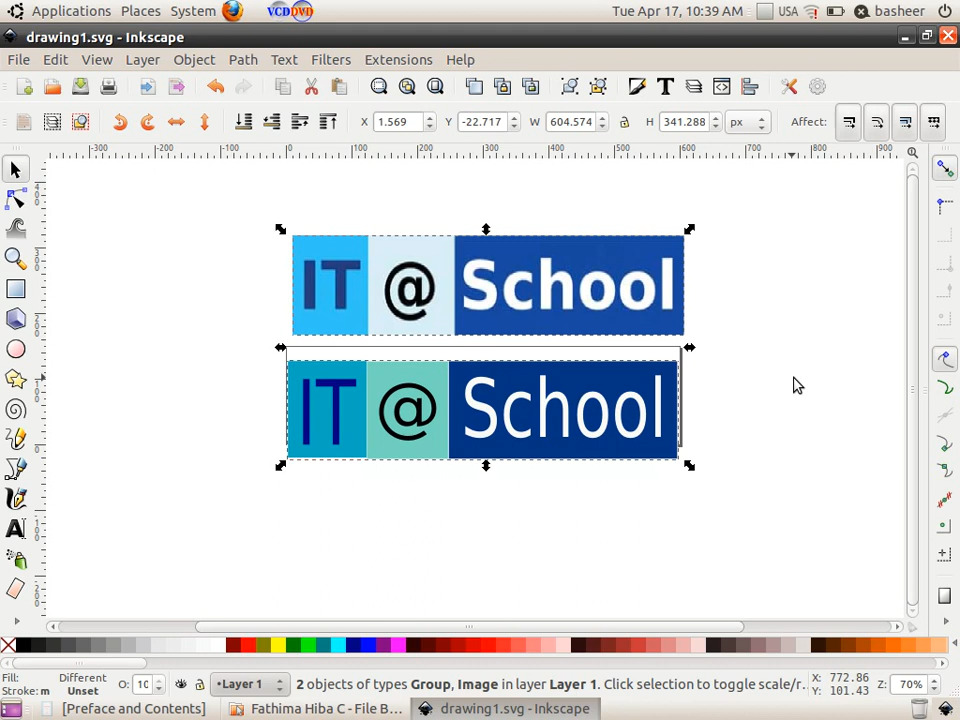 Applications Places System VCDDVD Tue Apr 17, 10:39 AM USA basheer
drawing1.svg - Inkscape
File Edit View Layer Object Path Text Filters Extensions Help
X 1.569 Y -22.717 W 604.574 H 341.288 px Affect:
-300 -200 -100 0 100 200 300 400 500 600 700 800 900
IT @ School
IT @ School
Fill: Different
Stroke: m Unset
O: 10
•Layer 1
2 objects of types Group, Image in layer Layer 1. Click selection to toggle scale/r...
X: 772.86
Y: 101.43
Z: 70%
[Preface and Contents] Fathima Hiba C - File B... drawing1.svg - Inkscape